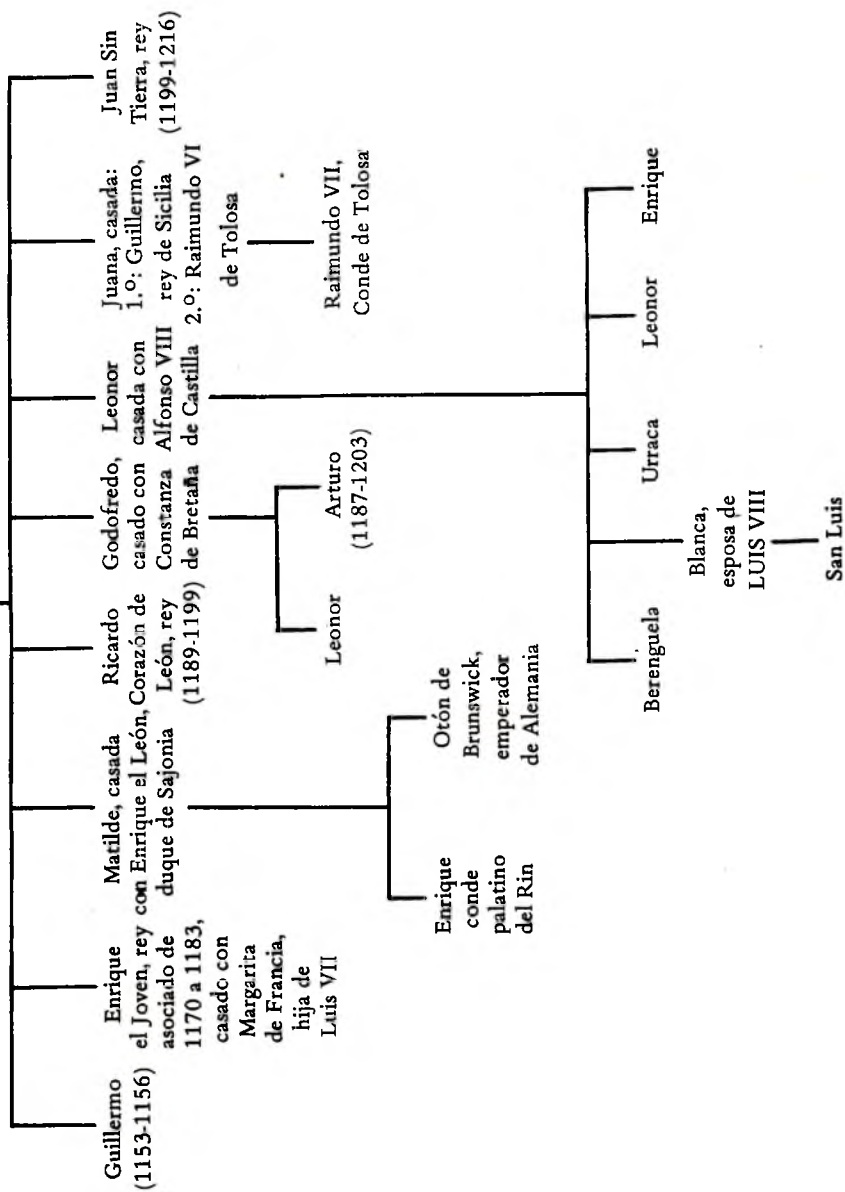 Guillermo
(1153-1156)
Enrique
el Joven, rey
asociado de
1170 a 1183,
casado con
Margarita
de Francia,
hija de
Luis VII
Matilde, casada
con Enrique el León,
duque de Sajonia
Ricardo
Corazón de
León, rey
(1189-1199)
Godofredo,
casado con
Constanza
de Bretaña
Leonor
casada con
Alfonso VIII
de Castilla
Juana, casada:
1.º: Guillermo,
rey de Sicilia
2.º: Raimundo VI
de Tolosa
Juan Sin
Tierra, rey
(1199-1216)
Enrique
conde
palatino
del Rin
Otón de
Brunswick,
emperador
de Alemania
Leonor
Arturo
(1187-1203)
Raimundo VII,
Conde de Tolosa
Berenguela
Blanca,
esposa de
LUIS VIII
San Luis
Urraca
Leonor
Enrique